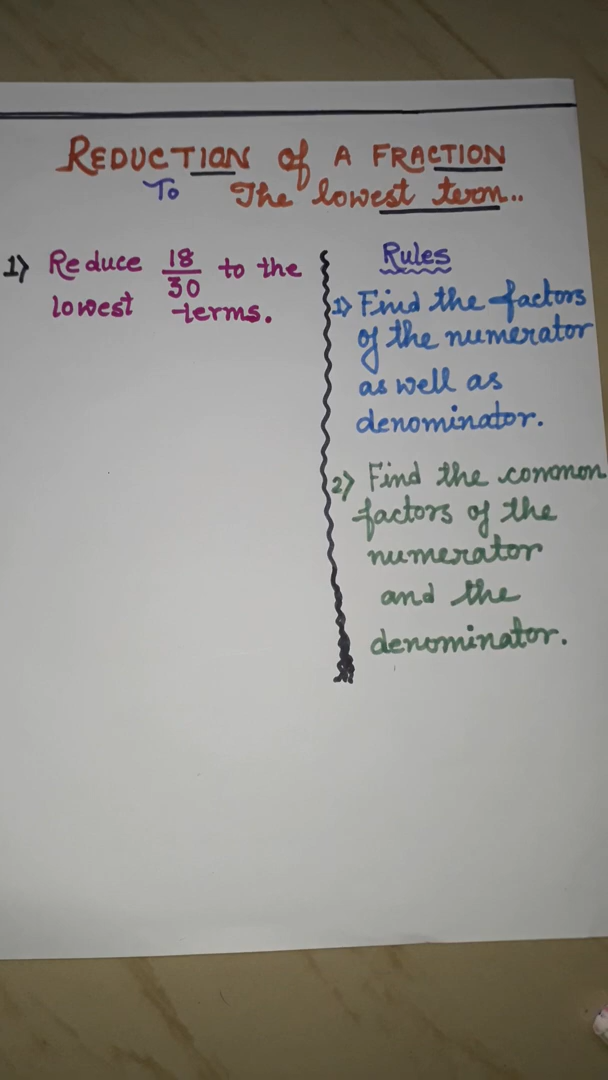 REDUCTION of A FRACTION
To The lowest term..
1) Reduce 18/30 to the
lowest terms.
Rules
1) Find the factors
of the numerator
as well as
denominator.
2) Find the common
factors of the
numerator
and the
denominator.